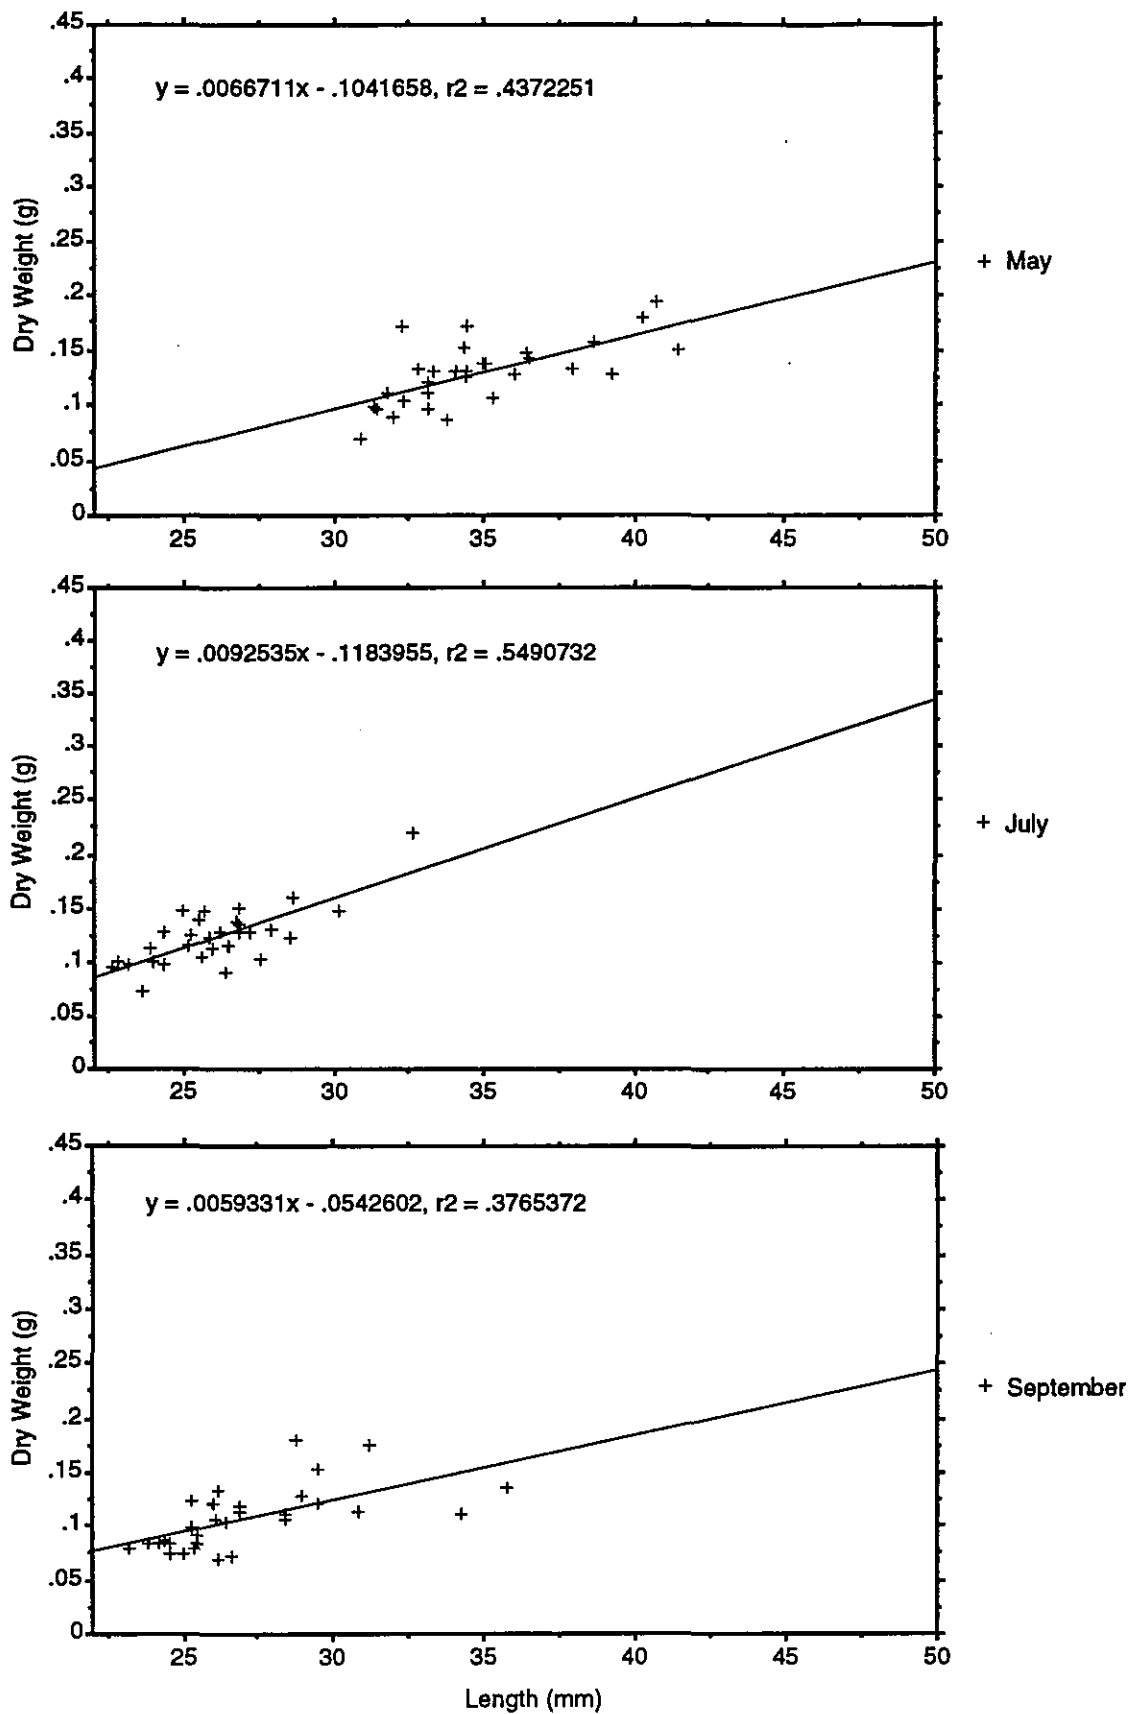 .45
.4
y = .0066711x - .1041658, r2 = .4372251
.35
.3
.25
+ May
.2
.15
.1
.05
0
Dry Weight (g)
25 30 35 40 45 50
.45
.4
y = .0092535x - .1183955, r2 = .5490732
.35
.3
.25
+ July
.2
.15
.1
.05
0
Dry Weight (g)
25 30 35 40 45 50
.45
.4
y = .0059331x - .0542602, r2 = .3765372
.35
.3
.25
+ September
.2
.15
.1
.05
0
Dry Weight (g)
25 30 35 40 45 50
Length (mm)